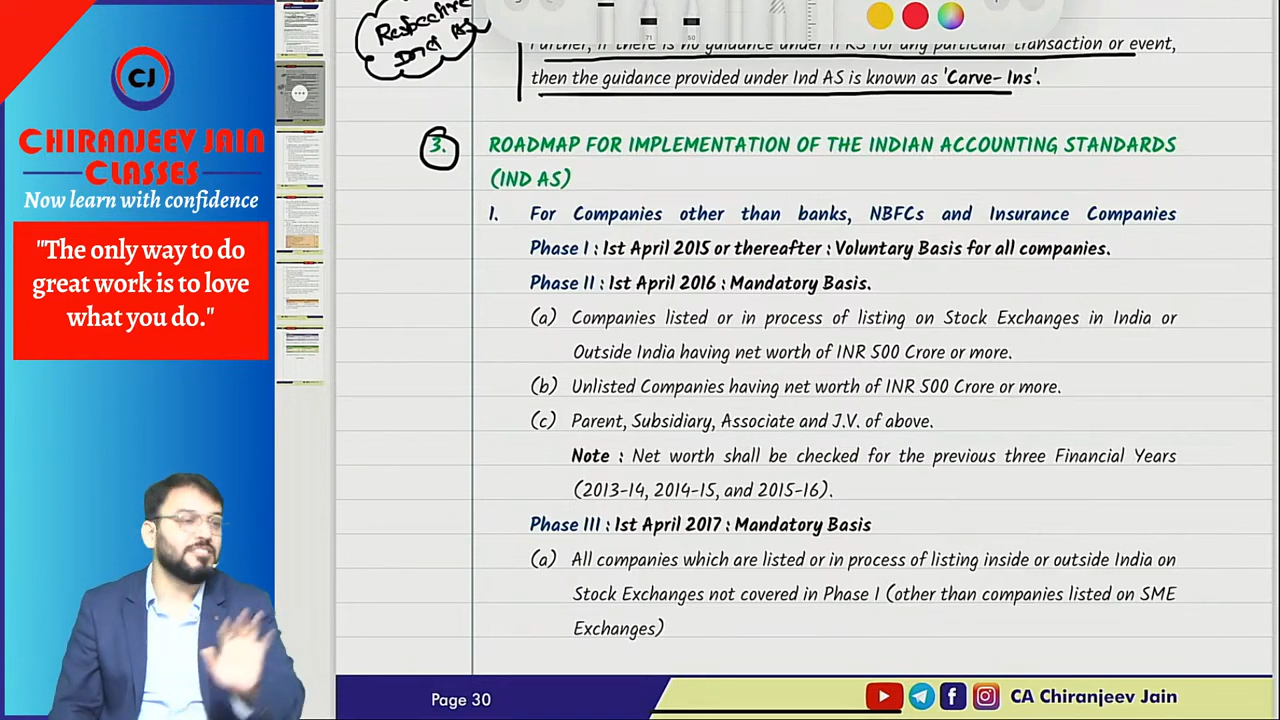 CJ
CHIRANJEEV JAIN
CLASSES
Now learn with confidence
"The only way to do
great work is to love
what you do."
50
that the guidance provided under Ind AS is known as 'Carve Outs'.
3. ROADMAP FOR IMPLEMENTATION OF THE INDIAN ACCOUNTING STANDARDS
(IND AS)
For Companies other than Banks, NBFCs and
Phase I : 1st April 2015 or thereafter : Voluntary Basis for all companies
Phase II : 1st April 2016 : Mandatory Basis.
(a) Companies listed or in process of listing on Stock Exchanges in India or
Outside India having net worth of INR 500 Crore or more.
(b) Unlisted Companies having net worth of INR 500 Crore or more.
(c) Parent, Subsidiary, Associate and J.V. of above.
Note : Net worth shall be checked for the previous three Financial Years
(2013-14, 2014-15, and 2015-16).
Phase III : 1st April 2017 : Mandatory Basis
(a) All companies which are listed or in process of listing inside or outside India on
Stock Exchanges not covered in Phase I (other than companies listed on SME
Exchanges)
Page 30
CA Chiranjeev Jain